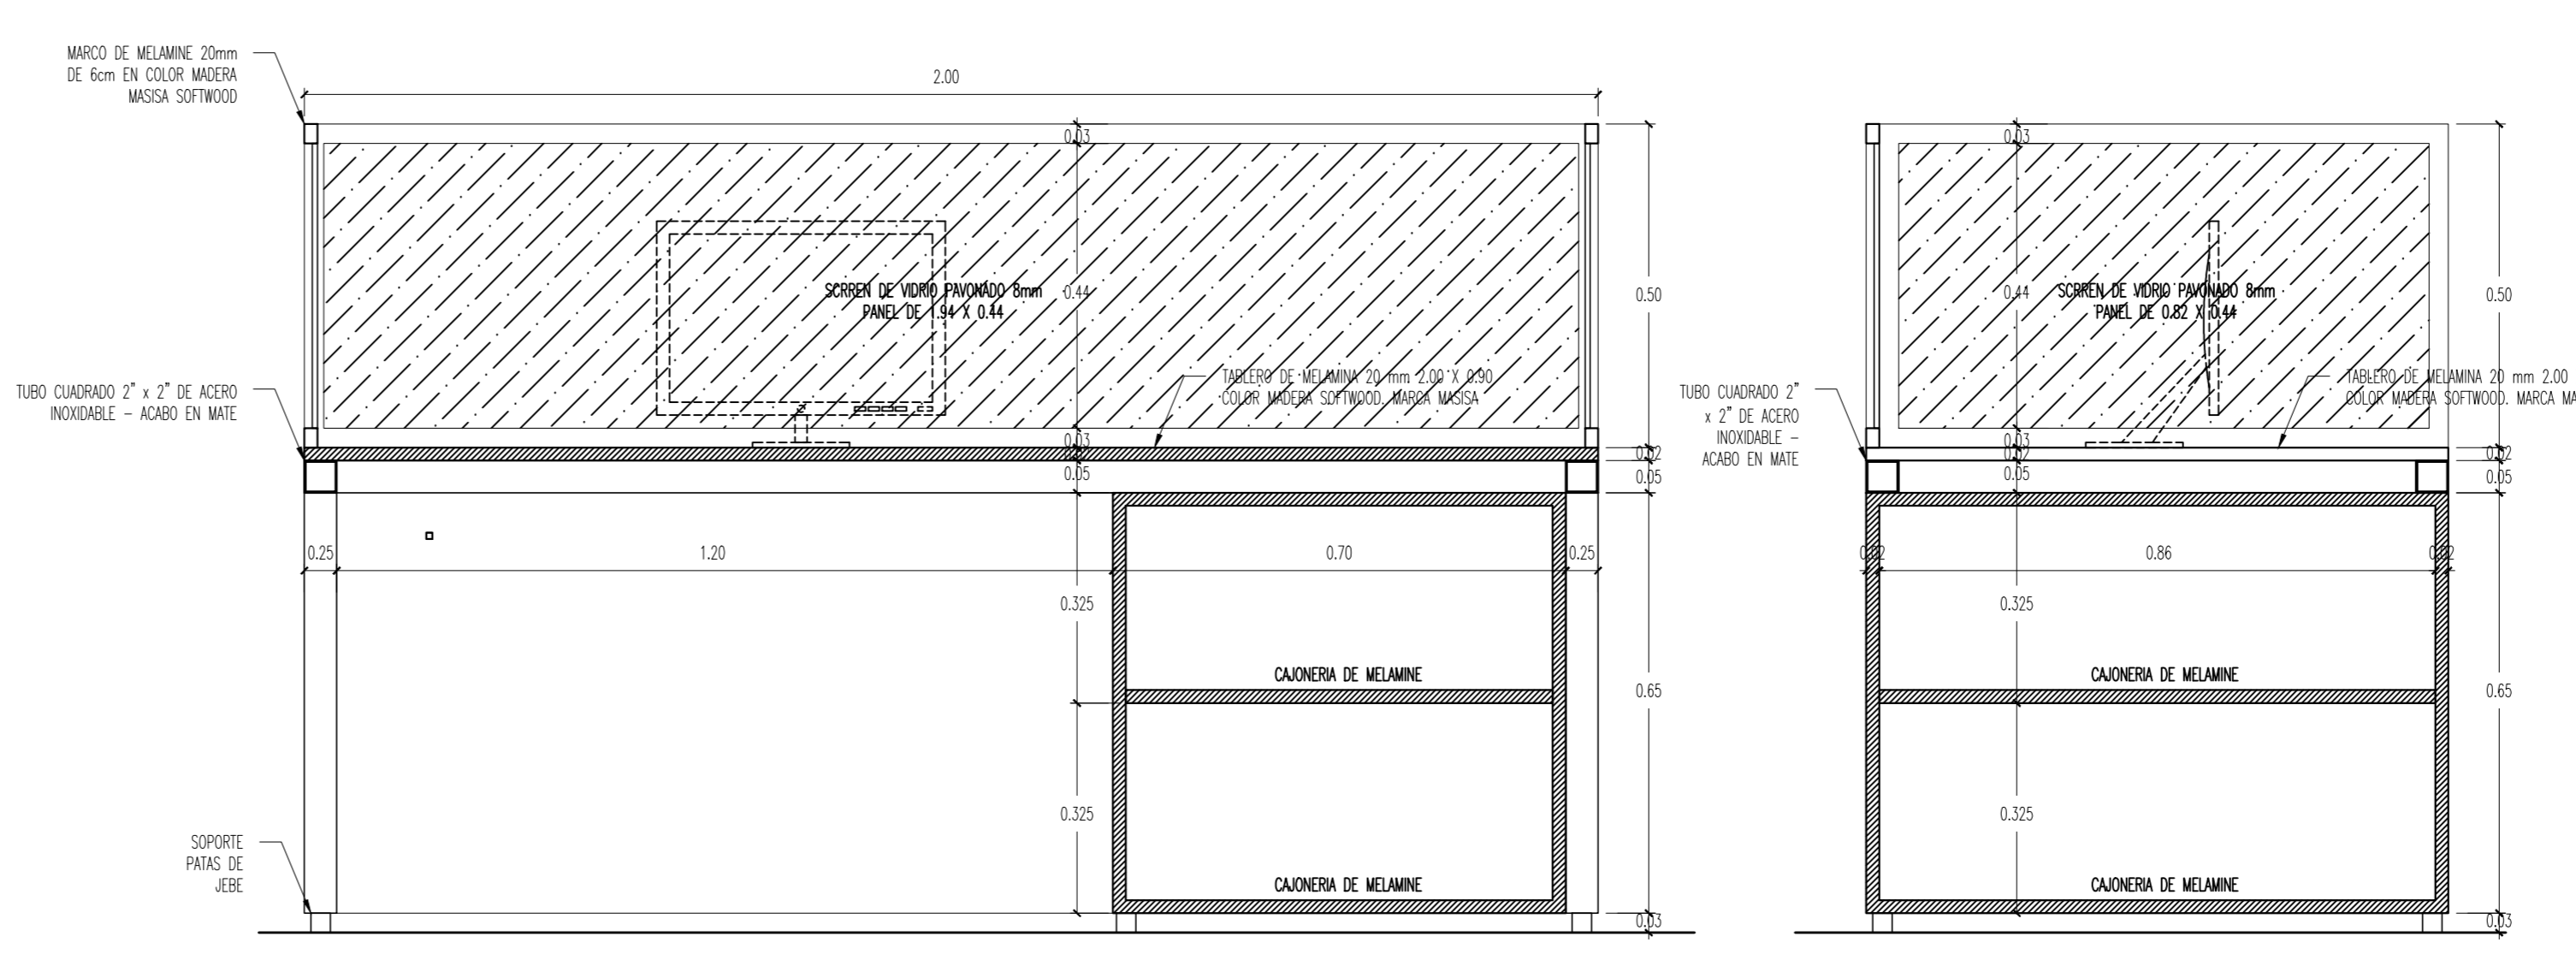 MARCO DE MELAMINE 20mm
DE 6cm EN COLOR MADERA
MASISA SOFTWOOD
2.00
0.03
SCRREN DE VIDRIO PAVONADO 8mm
PANEL DE 1.94 X 0.44
0.44
0.50
TABLERO DE MELAMINA 20 mm 2.00 X 0.90
COLOR MADERA SOFTWOOD. MARCA MASISA
TUBO CUADRADO 2" x 2" DE ACERO
INOXIDABLE – ACABO EN MATE
0.03
0.02
0.05
0.02
0.05
0.25
1.20
0.70
0.25
0.325
CAJONERIA DE MELAMINE
0.65
0.325
SOPORTE
PATAS DE
JEBE
CAJONERIA DE MELAMINE
0.03
0.03
0.44
SCRREN DE VIDRIO PAVONADO 8mm
PANEL DE 0.82 X 0.44
0.50
TABLERO DE MELAMINA 20 mm 2.00
COLOR MADERA SOFTWOOD. MARCA MA
TUBO CUADRADO 2"
x 2" DE ACERO
INOXIDABLE –
ACABO EN MATE
0.03
0.02
0.05
0.02
0.05
0.02
0.86
0.02
0.325
CAJONERIA DE MELAMINE
0.65
0.325
CAJONERIA DE MELAMINE
0.03